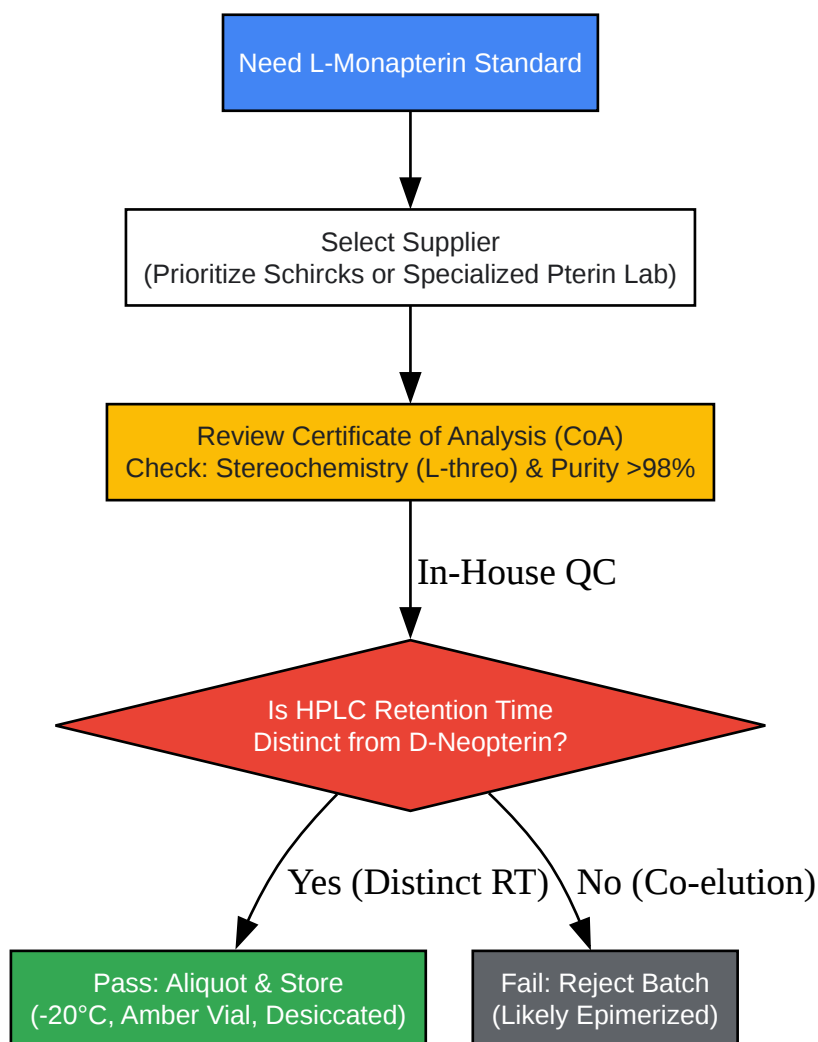 Need L-Monapterin Standard
Select Supplier
(Prioritize Schircks or Specialized Pterin Lab)
Review Certificate of Analysis (CoA)
Check: Stereochemistry (L-threo) & Purity >98%
In-House QC
Is HPLC Retention Time
Distinct from D-Neopterin?
Yes (Distinct RT)
No (Co-elution)
Pass: Aliquot & Store
(-20°C, Amber Vial, Desiccated)
Fail: Reject Batch
(Likely Epimerized)